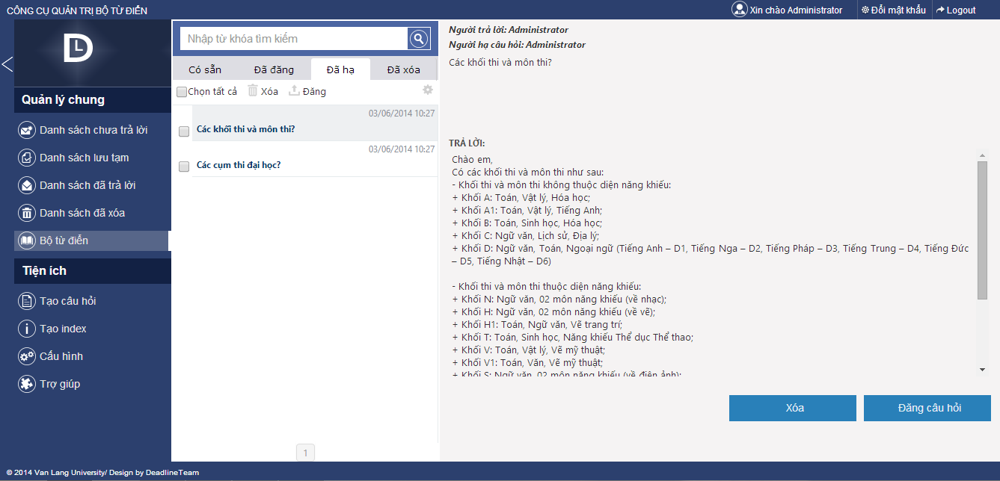 CÔNG CỤ QUẢN TRỊ BỘ TỪ ĐIỂN
Xin chào Administrator
Đổi mật khẩu
Logout
DL
Quản lý chung
Danh sách chưa trả lời
Danh sách lưu tạm
Danh sách đã trả lời
Danh sách đã xóa
Bộ từ điển
Tiện ích
Tạo câu hỏi
Tạo index
Cấu hình
Trợ giúp
Nhập từ khóa tìm kiếm
Có sẵn
Đã đăng
Đã hạ
Đã xóa
Chọn tất cả
Xóa
Đăng
03/06/2014 10:27
Các khối thi và môn thi?
03/06/2014 10:27
Các cụm thi đại học?
1
Người trả lời: Administrator
Người hạ câu hỏi: Administrator
Các khối thi và môn thi?
TRẢ LỜI:
Chào em,
Có các khối thi và môn thi như sau:
- Khối thi và môn thi không thuộc diện năng khiếu:
+ Khối A: Toán, Vật lý, Hóa học;
+ Khối A1: Toán, Vật lý, Tiếng Anh;
+ Khối B: Toán, Sinh học, Hóa học;
+ Khối C: Ngữ văn, Lịch sử, Địa lý;
+ Khối D: Ngữ văn, Toán, Ngoại ngữ (Tiếng Anh – D1, Tiếng Nga – D2, Tiếng Pháp – D3, Tiếng Trung – D4, Tiếng Đức
– D5, Tiếng Nhật – D6)
- Khối thi và môn thi thuộc diện năng khiếu:
+ Khối N: Ngữ văn, 02 môn năng khiếu (về nhạc);
+ Khối H: Ngữ văn, 02 môn năng khiếu (về vẽ);
+ Khối H1: Toán, Ngữ văn, Vẽ trang trí;
+ Khối T: Toán, Sinh học, Năng khiếu Thể dục Thể thao;
+ Khối V: Toán, Vật lý, Vẽ mỹ thuật;
+ Khối V1: Toán, Văn, Vẽ mỹ thuật;
+ Khối S: Ngữ văn, 02 môn năng khiếu (về điện ảnh);
Xóa
Đăng câu hỏi
© 2014 Van Lang University/ Design by DeadlineTeam